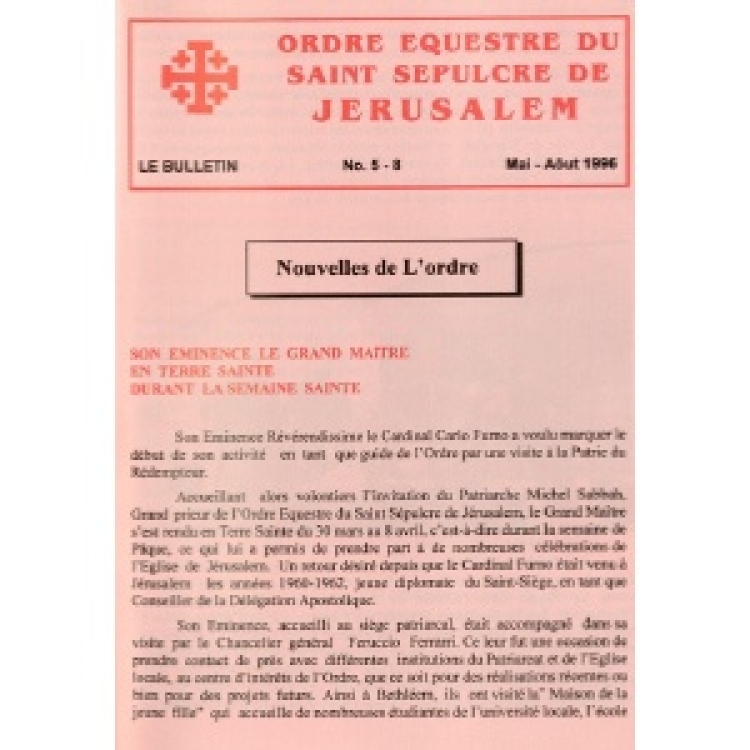 ORDRE EQUESTRE DU
SAINT SEPULCRE DE
JERUSALEM
LE BULLETIN No. 5 - 8 Mai - Aôut 1996
Nouvelles de L'ordre
SON EMINENCE LE GRAND MAITRE
EN TERRE SAINTE
DURANT LA SEMAINE SAINTE
Son Eminence Révérendissime le Cardinal Carlo Furno a voulu marquer le
début de son activité en tant que guide de l'Ordre par une visite à la Patrie du
Rédempteur.
Accueillant alors volontiers l'invitation du Patriarche Michel Sabbah,
Grand prieur de l'Ordre Equestre du Saint Sépulcre de Jérusalem, le Grand Maître
s'est rendu en Terre Sainte du 30 mars au 8 avril, c'est-à-dire durant la semaine de
Pâque, ce qui lui a permis de prendre part à de nombreuses célébrations de
l'Eglise de Jérusalem. Un retour désiré depuis que le Cardinal Furno était venu à
Jérusalem les années 1960-1962, jeune diplomate du Saint-Siège, en tant que
Conseiller de la Délégation Apostolique.
Son Eminence, accueilli au siège patriarcal, était accompagné dans sa
visite par le Chancelier général Feruccio Ferrari. Ce leur fut une occasion de
prendre contact de près avec différentes institutions du Patriarcat et de l'Eglise
locale, au centre d'intérêts de l'Ordre, que ce soit pour des réalisations récentes ou
bien pour des projets futurs. Ainsi à Bethléem, ils ont visité la" Maison de la
jeune fille" qui accueille de nombreuses étudiantes de l'université locale, l'école